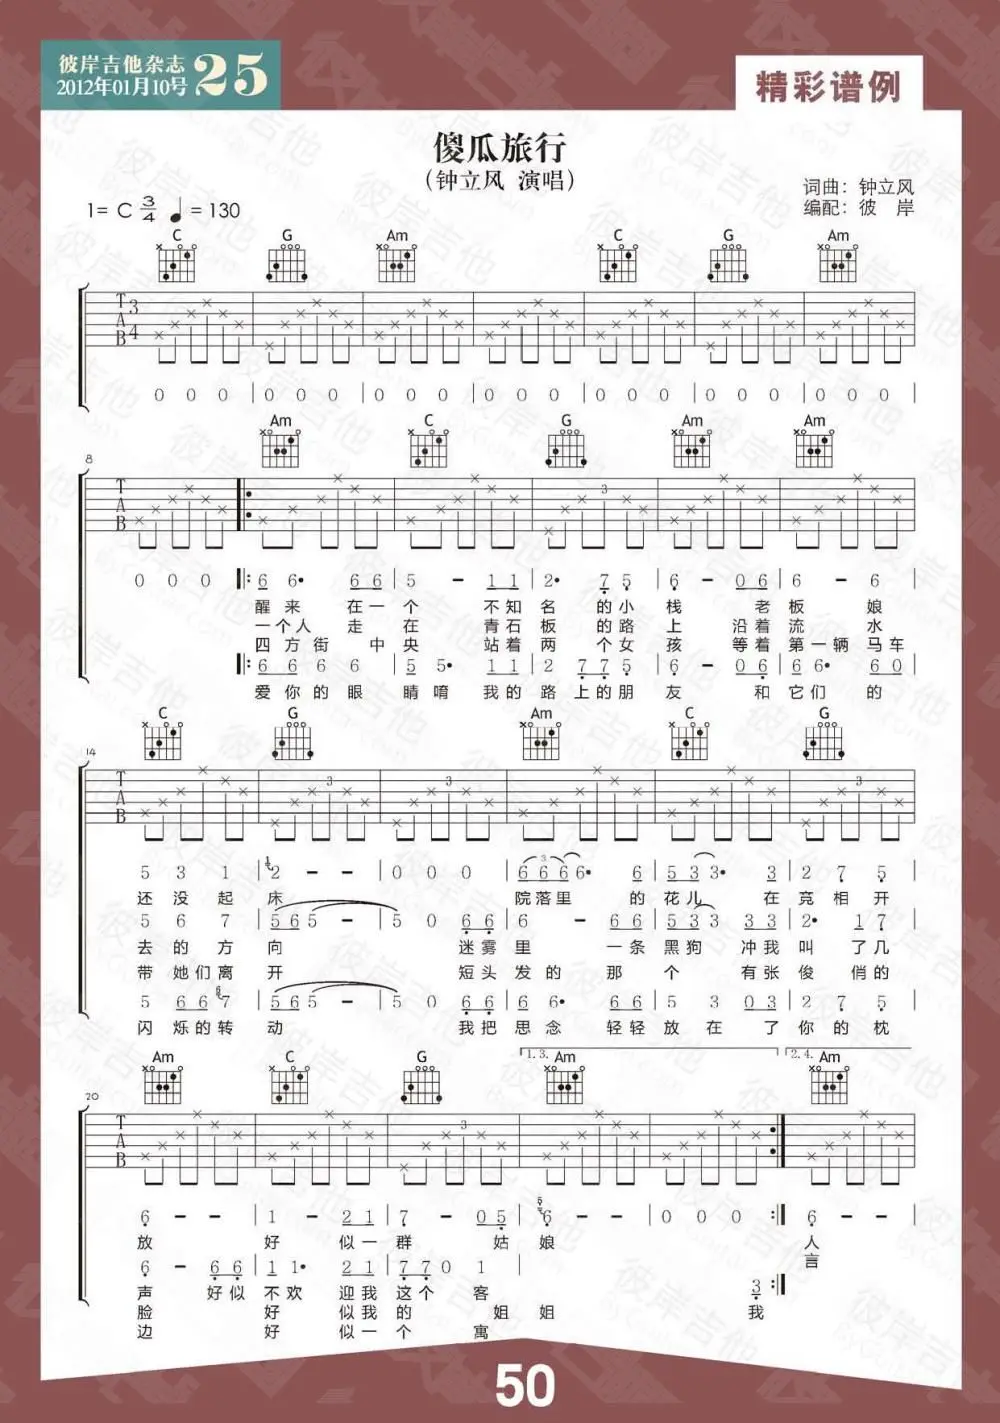 彼岸吉他杂志
2012年01月10号
25
精彩谱例
傻瓜旅行
(钟立风 演唱)
词曲：钟立风
编配：彼 岸
1= C 3/4 ♩ = 130
C G Am C G Am
T A B 3 4
0 0 0 | 0 0 0 | 0 0 0 | 0 0 0 | 0 0 0 | 0 0 0 | 0 0 0 |
Am C G Am Am
8
T A B
3
0 0 0 ‖: 6 6• 6 6 | 5 – 1 1 | 2• 7 5 | 6 – 0 6 | 6 – 6 |
醒来 在一个 不知名 的小栈 老板娘
一个人 走在 青石板 的路上 沿着流水
四方街 中央 站着两 个女孩 等着第一辆马车
‖: 6 6 6 6 | 5 5• 1 1 | 2 7 7 5 | 6 – 0 6 | 6 6• 6 0 |
爱你的眼 睛唷 我的路上的朋友 和它们的
C G Am C G
14
T A B
3 3 3
5 3 1 | 2 – – | 0 0 0 | 6 6 6 6• 6 | 5 3 3• 3 | 2 7 5 |
还没起床 院落里 的花儿 在竞相开
5 6 7 | 5 6 5 – | 5 0 6 6 | 6 – 6 6 | 5 3 3 3 3 | 2• 1 7 |
去的方向 迷雾里 一条黑狗 冲我叫了几
带她们离开 短头发的那个 有张俊俏的
5 6 6 7 | 5 6 5 – | 5 0 6 6 | 6 6• 6 6 | 5 3 0 3 | 2 7 5 |
闪烁的转动 我把思念 轻轻放在了你的枕
Am C G 1.3. Am 2.4. Am
20
T A B
3
6 – – | 1 2 1 | 7 – 0 5 | 6 – – | 0 0 0 :‖ 6 – – |
放 好似一群 姑娘 人
言
6 – 6 6 | 1 1• 2 1 | 7 7 0 1 |
声 好似不欢 迎我这个 客
3 :‖
脸 好似我的 姐姐 我
边 好似一个 寓
50